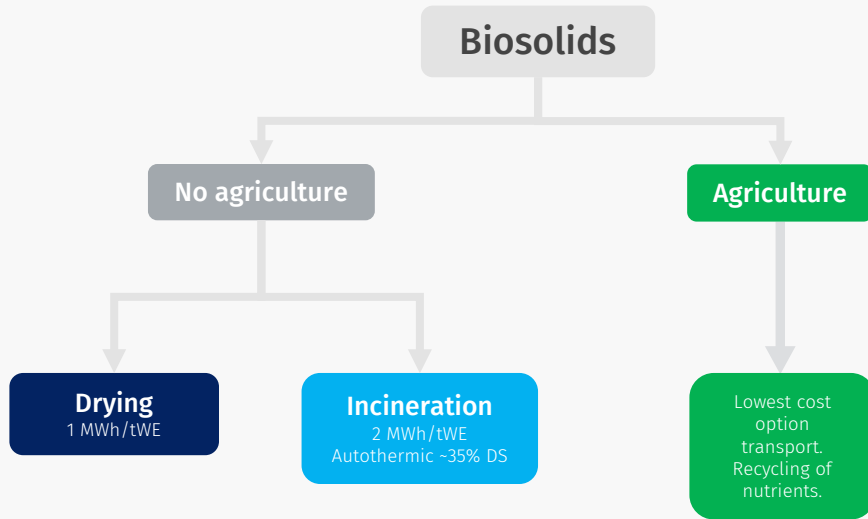 Biosolids
No agriculture
Agriculture
Drying
1 MWh/tWE
Incineration
2 MWh/tWE
Autothermic ~35% DS
Lowest cost
option
transport.
Recycling of
nutrients.